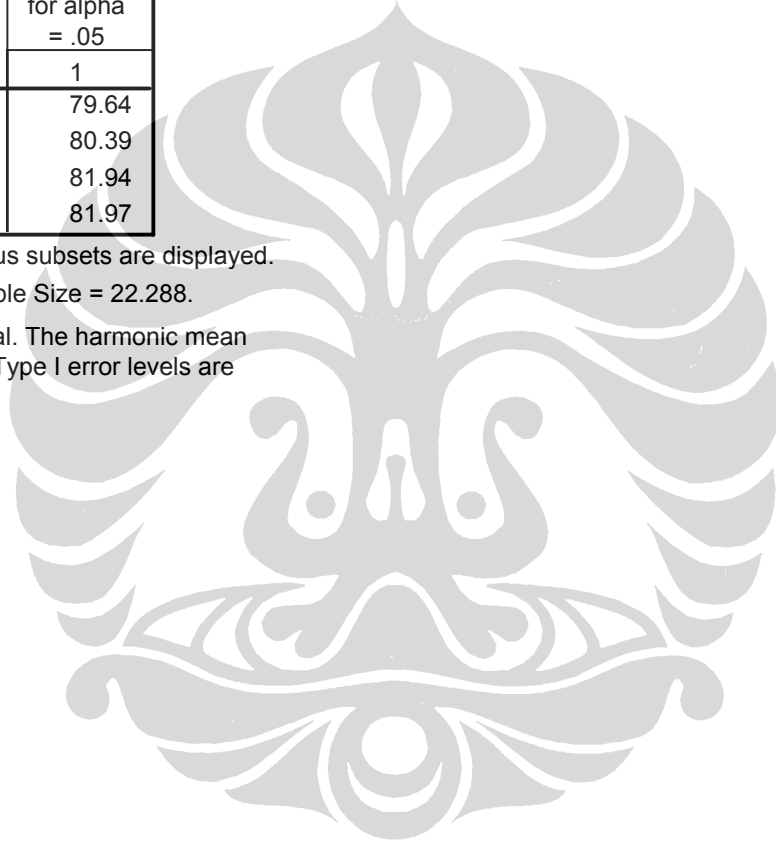 for alpha
= .05
1
79.64
80.39
81.94
81.97
us subsets are displayed.
ple Size = 22.288.
al. The harmonic mean
Type I error levels are